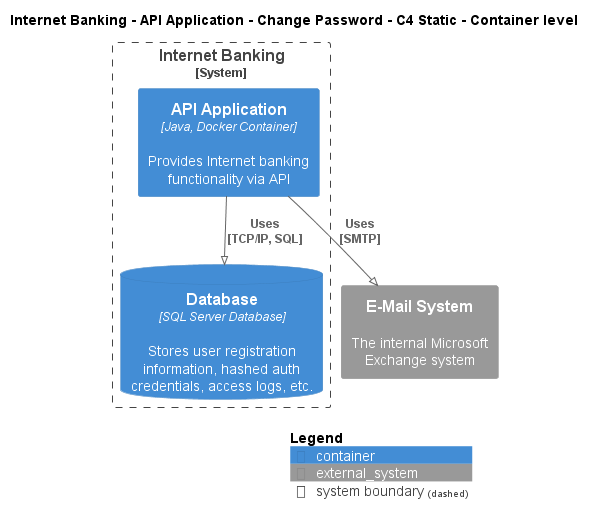 Internet Banking - API Application - Change Password - C4 Static - Container level
Internet Banking
[System]
API Application
[Java, Docker Container]
Provides Internet banking
functionality via API
Uses
[TCP/IP, SQL]
Uses
[SMTP]
Database
[SQL Server Database]
Stores user registration
information, hashed auth
credentials, access logs, etc.
E-Mail System
The internal Microsoft
Exchange system
Legend
container
external_system
system boundary (dashed)